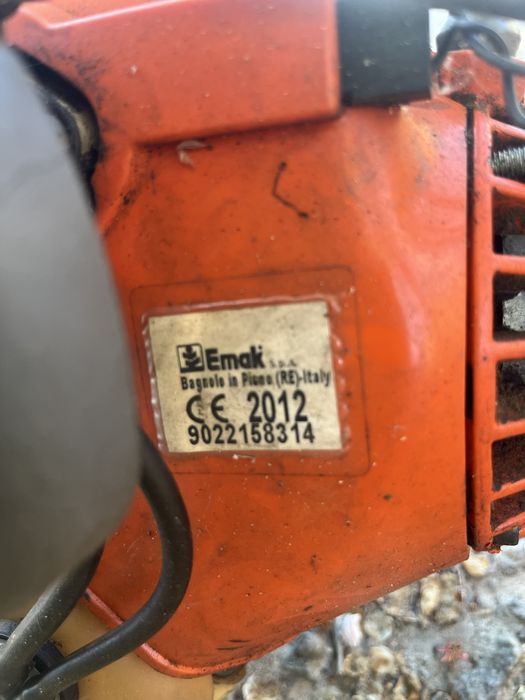 Emak s.p.A.
Bagnolo in Piano (RE)-Italy
CE 2012
9022158314